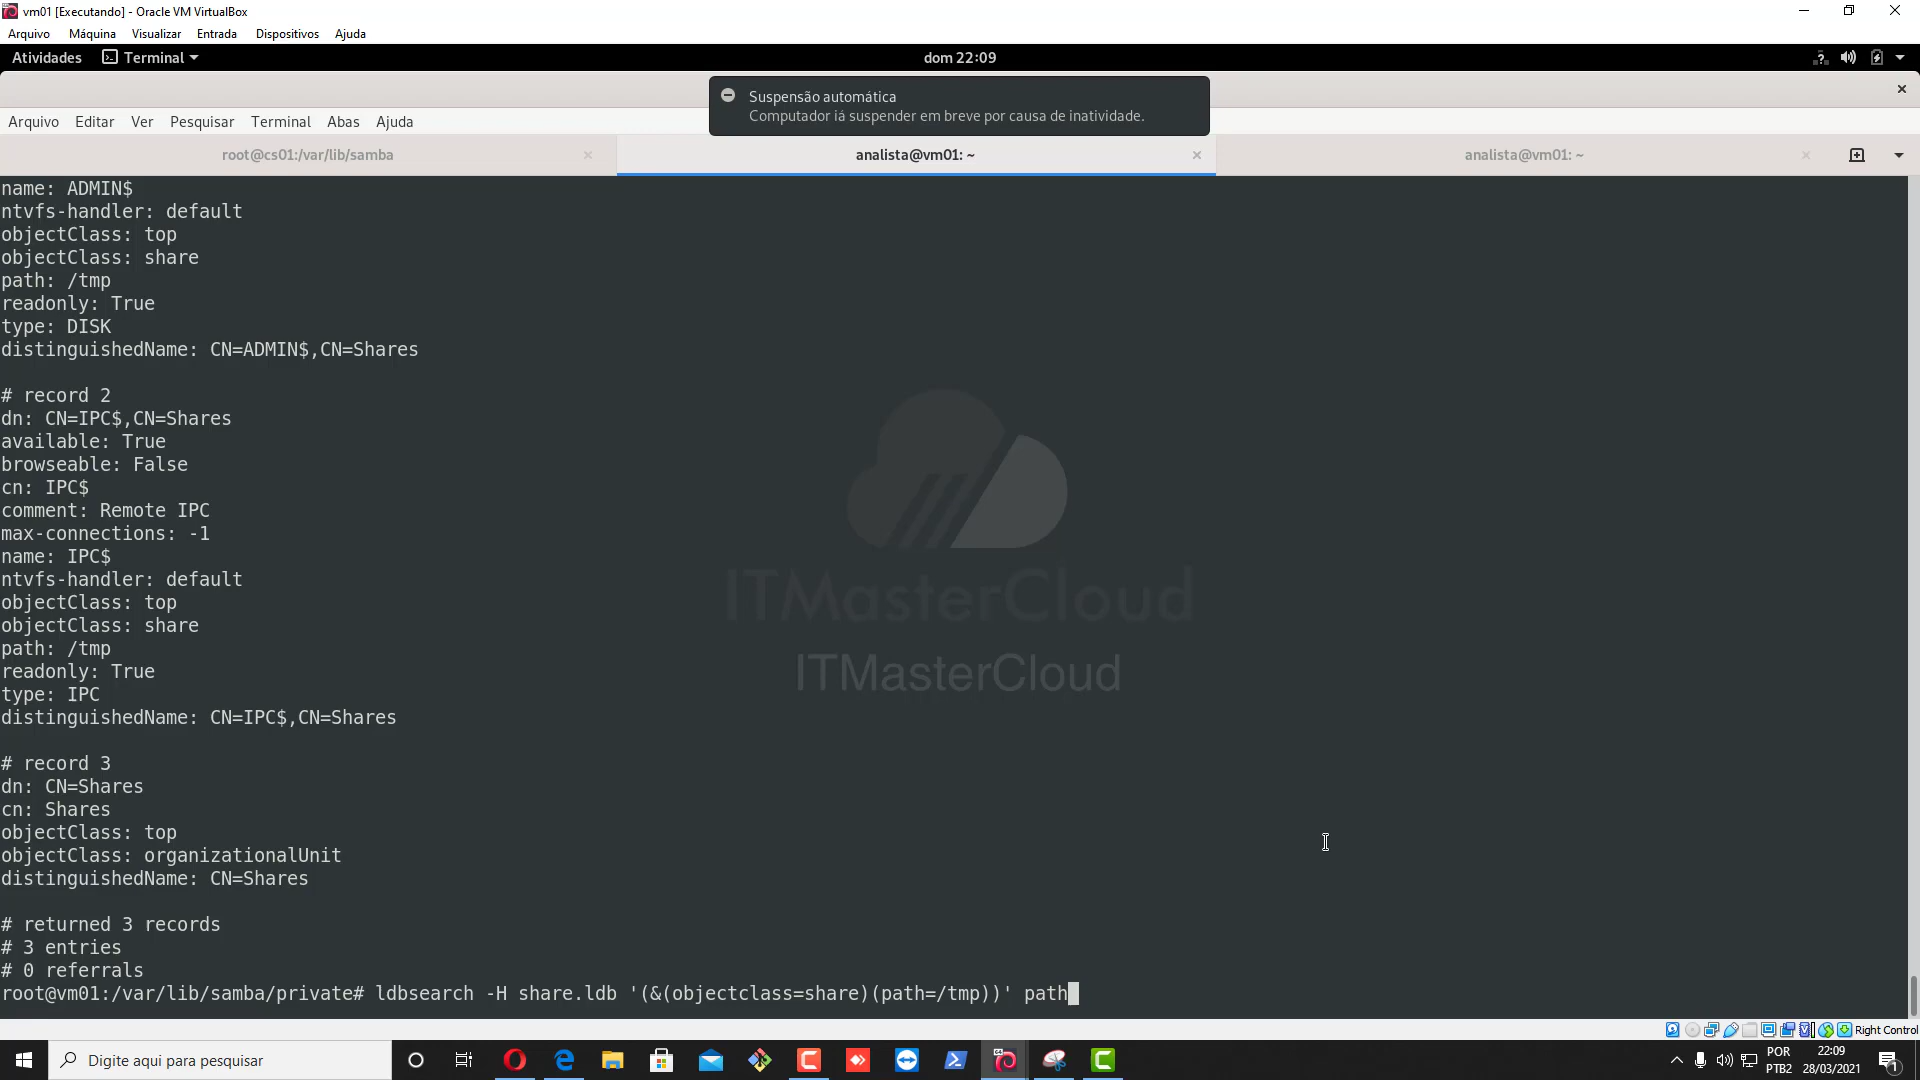 vm01 [Executando] - Oracle VM VirtualBox
Arquivo Máquina Visualizar Entrada Dispositivos Ajuda
Atividades Terminal dom 22:09
Suspensão automática
Computador iá suspender em breve por causa de inatividade.
Arquivo Editar Ver Pesquisar Terminal Abas Ajuda
root@cs01:/var/lib/samba analista@vm01: ~ analista@vm01: ~
name: ADMIN$
ntvfs-handler: default
objectClass: top
objectClass: share
path: /tmp
readonly: True
type: DISK
distinguishedName: CN=ADMIN$,CN=Shares
# record 2
dn: CN=IPC$,CN=Shares
available: True
browseable: False
cn: IPC$
comment: Remote IPC
max-connections: -1
name: IPC$
ntvfs-handler: default
objectClass: top
objectClass: share
path: /tmp
readonly: True
type: IPC
distinguishedName: CN=IPC$,CN=Shares
# record 3
dn: CN=Shares
cn: Shares
objectClass: top
objectClass: organizationalUnit
distinguishedName: CN=Shares
# returned 3 records
# 3 entries
# 0 referrals
root@vm01:/var/lib/samba/private# ldbsearch -H share.ldb '(&(objectclass=share)(path=/tmp))' path
ITMasterCloud
ITMasterCloud
Right Control
Digite aqui para pesquisar
POR
PTB2
22:09
28/03/2021
1